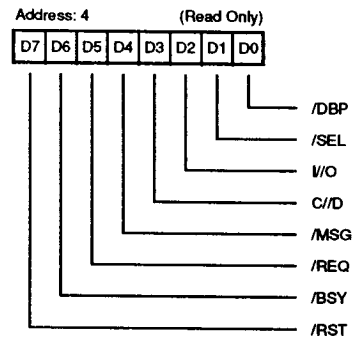 Address: 4 (Read Only)
D7 D6 D5 D4 D3 D2 D1 D0
/DBP
/SEL
I//O
C//D
/MSG
/REQ
/BSY
/RST